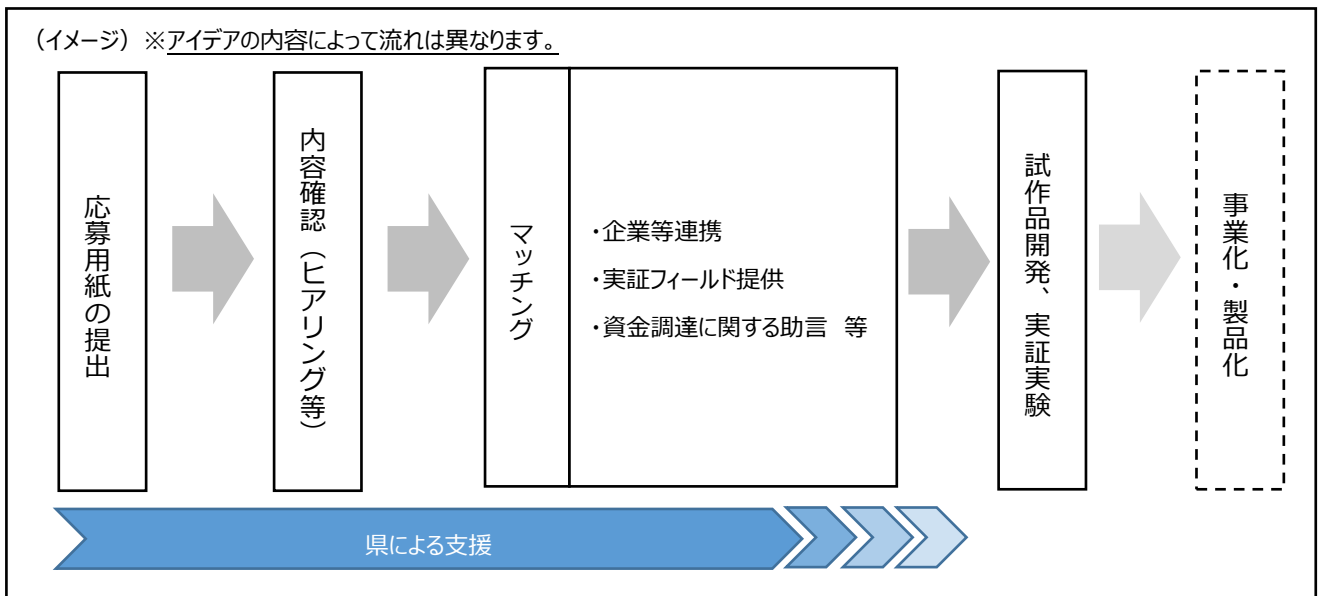 （イメージ）※アイデアの内容によって流れは異なります。
応募用紙の提出
内容確認（ヒアリング等）
マッチング
・企業等連携
・実証フィールド提供
・資金調達に関する助言　等
試作品開発、実証実験
事業化・製品化
県による支援